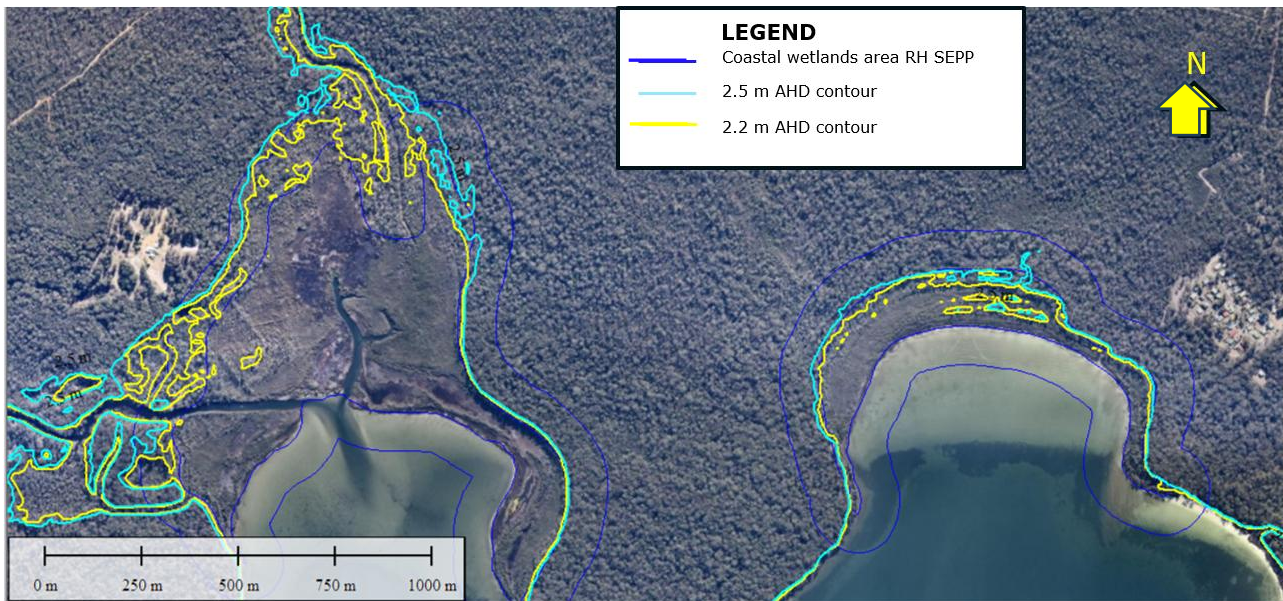 LEGEND
Coastal wetlands area RH SEPP
2.5 m AHD contour
2.2 m AHD contour
N
0 m 250 m 500 m 750 m 1000 m